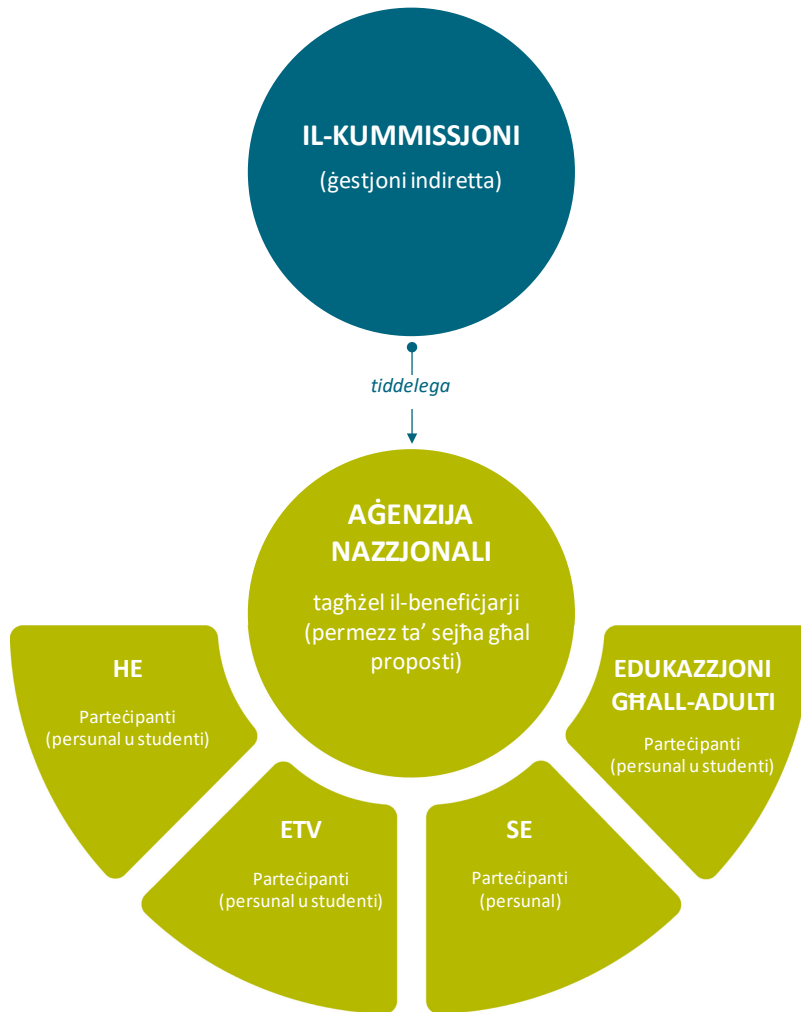 IL-KUMMISSJONI
(ġestjoni indiretta)
tiddelega
AĠENZIJA
NAZZJONALI
tagħżel il-benefiċjarji
(permezz ta’ sejħa għal
proposti)
HE
Parteċipanti
(persunal u studenti)
ETV
Parteċipanti
(persunal u studenti)
SE
Parteċipanti
(persunal)
EDUKAZZJONI
GĦALL-ADULTI
Parteċipanti
(persunal u studenti)